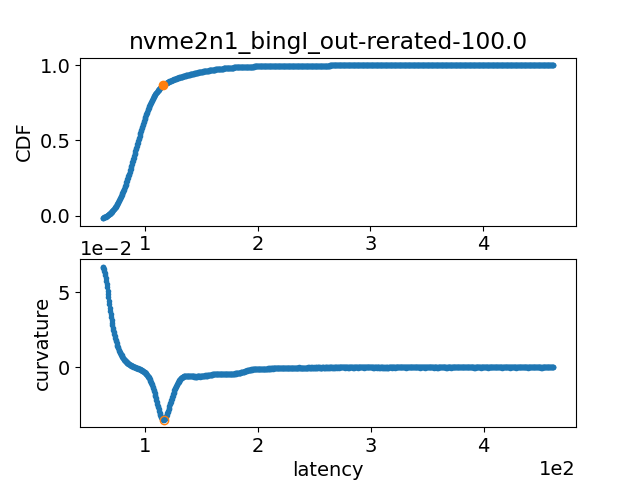 nvme2n1_bingI_out-rerated-100.0
1.0
0.5
0.0
CDF
1 2 3 4
1e−2
5
0
curvature
1 2 3 4
latency
1e2